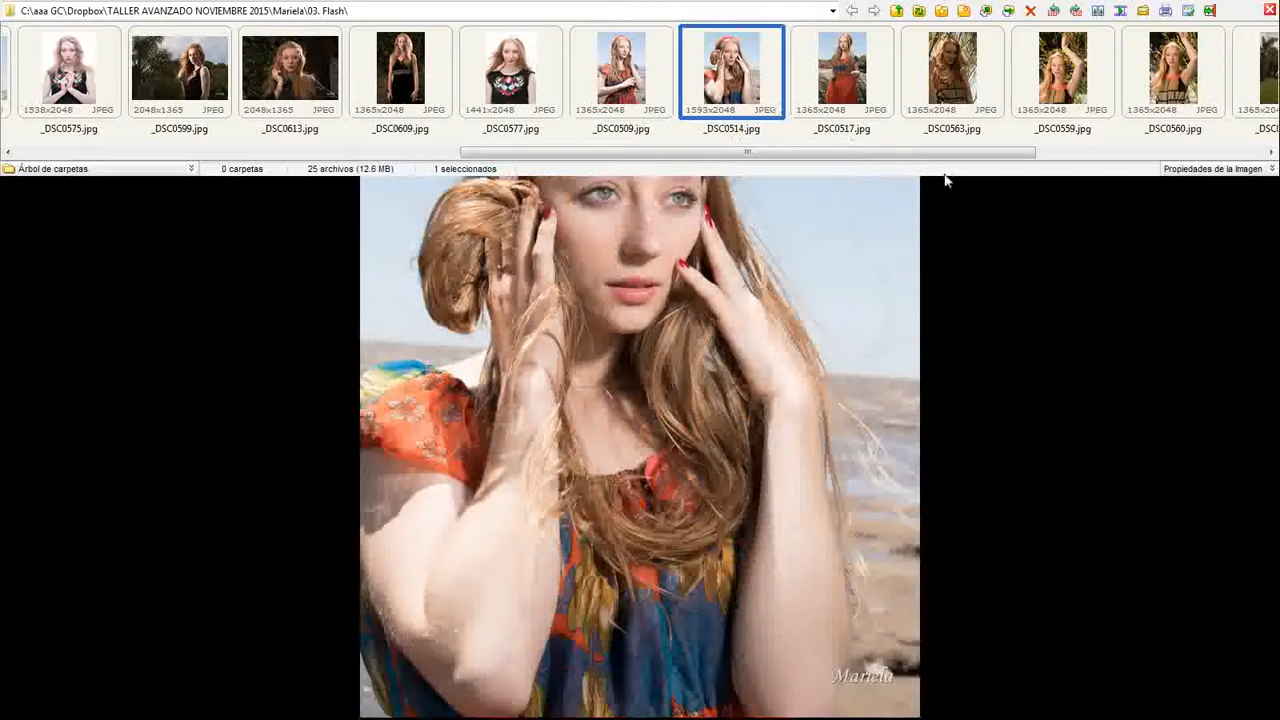 C:\aaa GC\Dropbox\TALLER AVANZADO NOVIEMBRE 2015\Mariela\03. Flash\
1538x2048 JPEG
2048x1365 JPEG
2048x1365 JPEG
1365x2048 JPEG
1441x2048 JPEG
1365x2048 JPEG
1593x2048 JPEG
1365x2048 JPEG
1365x2048 JPEG
1365x2048 JPEG
1365x2048 JPEG
_DSC0575.jpg
_DSC0599.jpg
_DSC0613.jpg
_DSC0609.jpg
_DSC0577.jpg
_DSC0509.jpg
_DSC0514.jpg
_DSC0517.jpg
_DSC0563.jpg
_DSC0559.jpg
_DSC0560.jpg
Árbol de carpetas
0 carpetas
25 archivos (12.6 MB)
1 seleccionados
Propiedades de la Imagen
Mariela